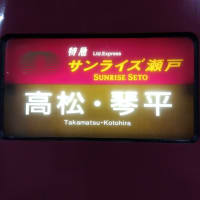 特急
Ltd.Express
サンライズ瀬戸
SUNRISE SETO
高松・琴平
Takamatsu-Kotohira